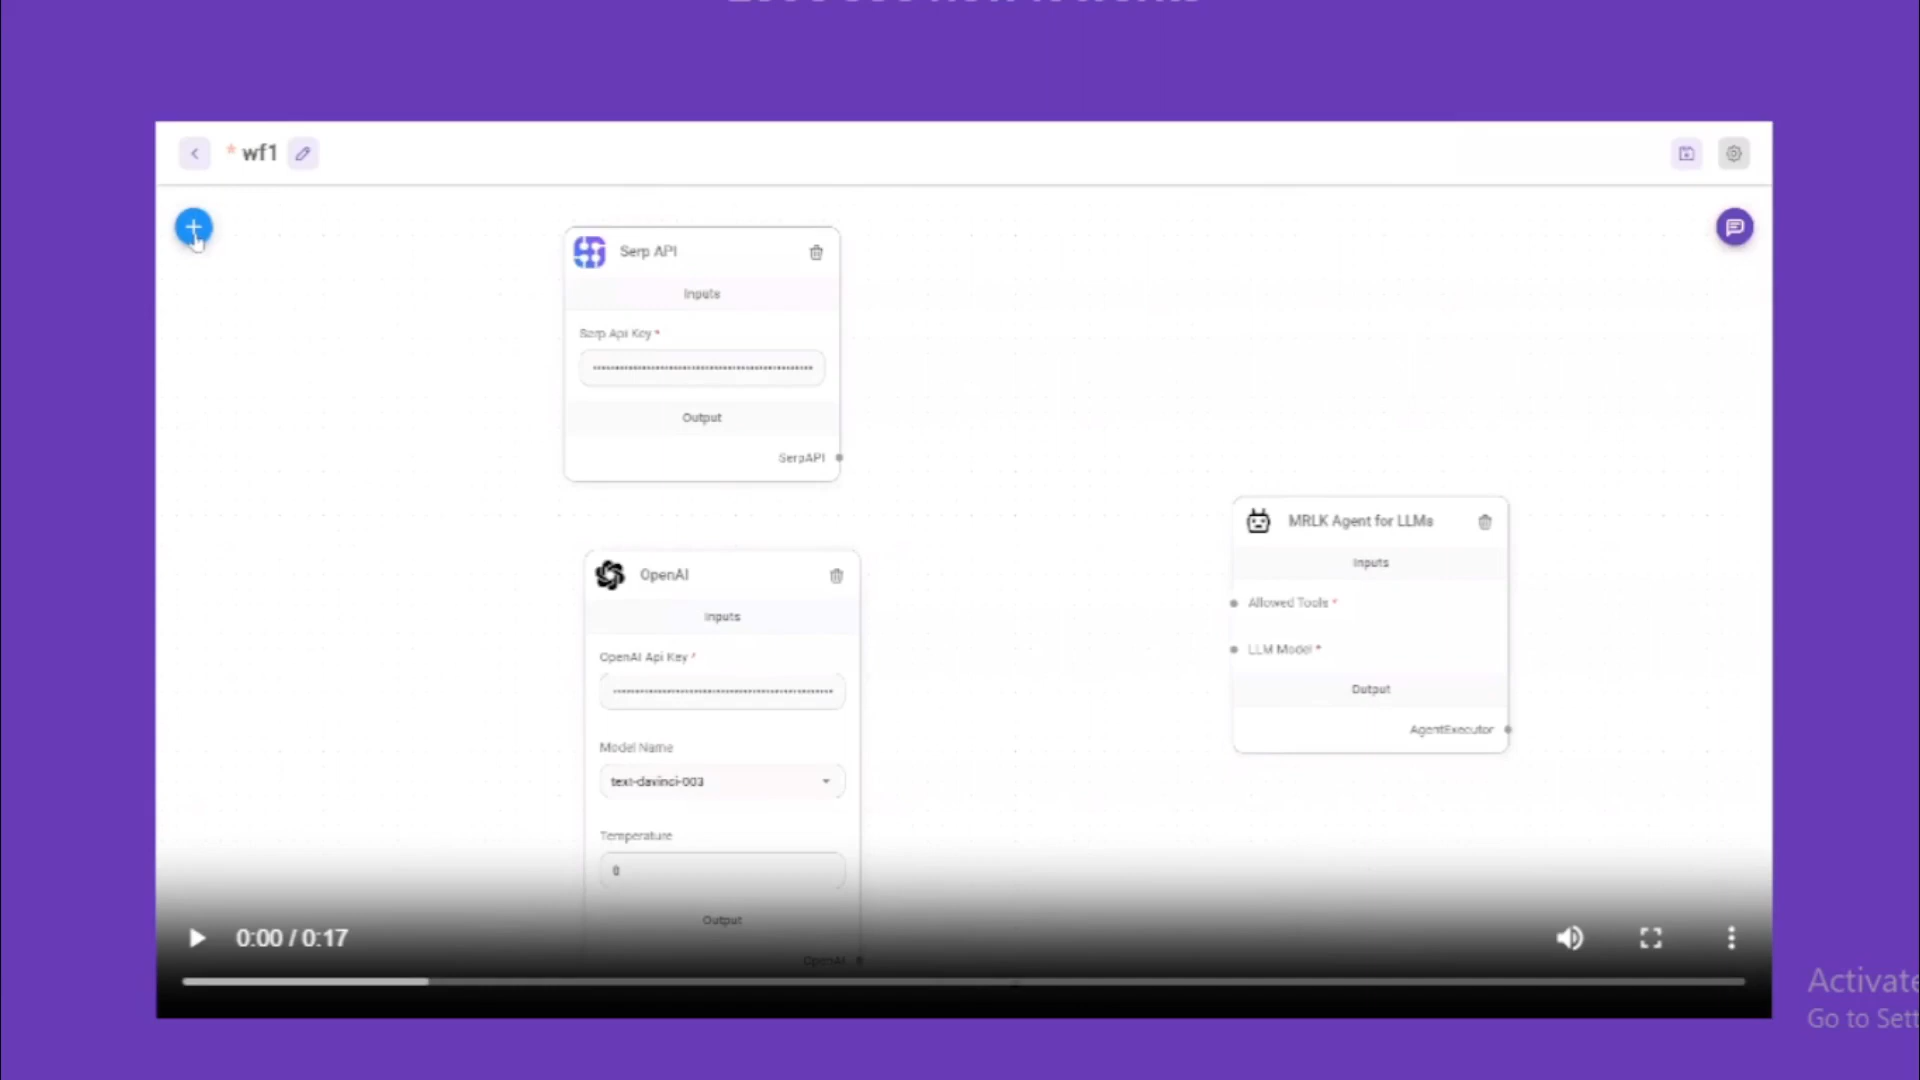 * wf1
Serp API
Inputs
Serp Api Key *
Output
SerpAPI
OpenAI
Inputs
OpenAI Api Key *
Model Name
text-davinci-003
Temperature
0
Output
OpenAI
MRLK Agent for LLMs
Inputs
Allowed Tools *
LLM Model *
Output
AgentExecutor
0:00 / 0:17
Activate
Go to Sett